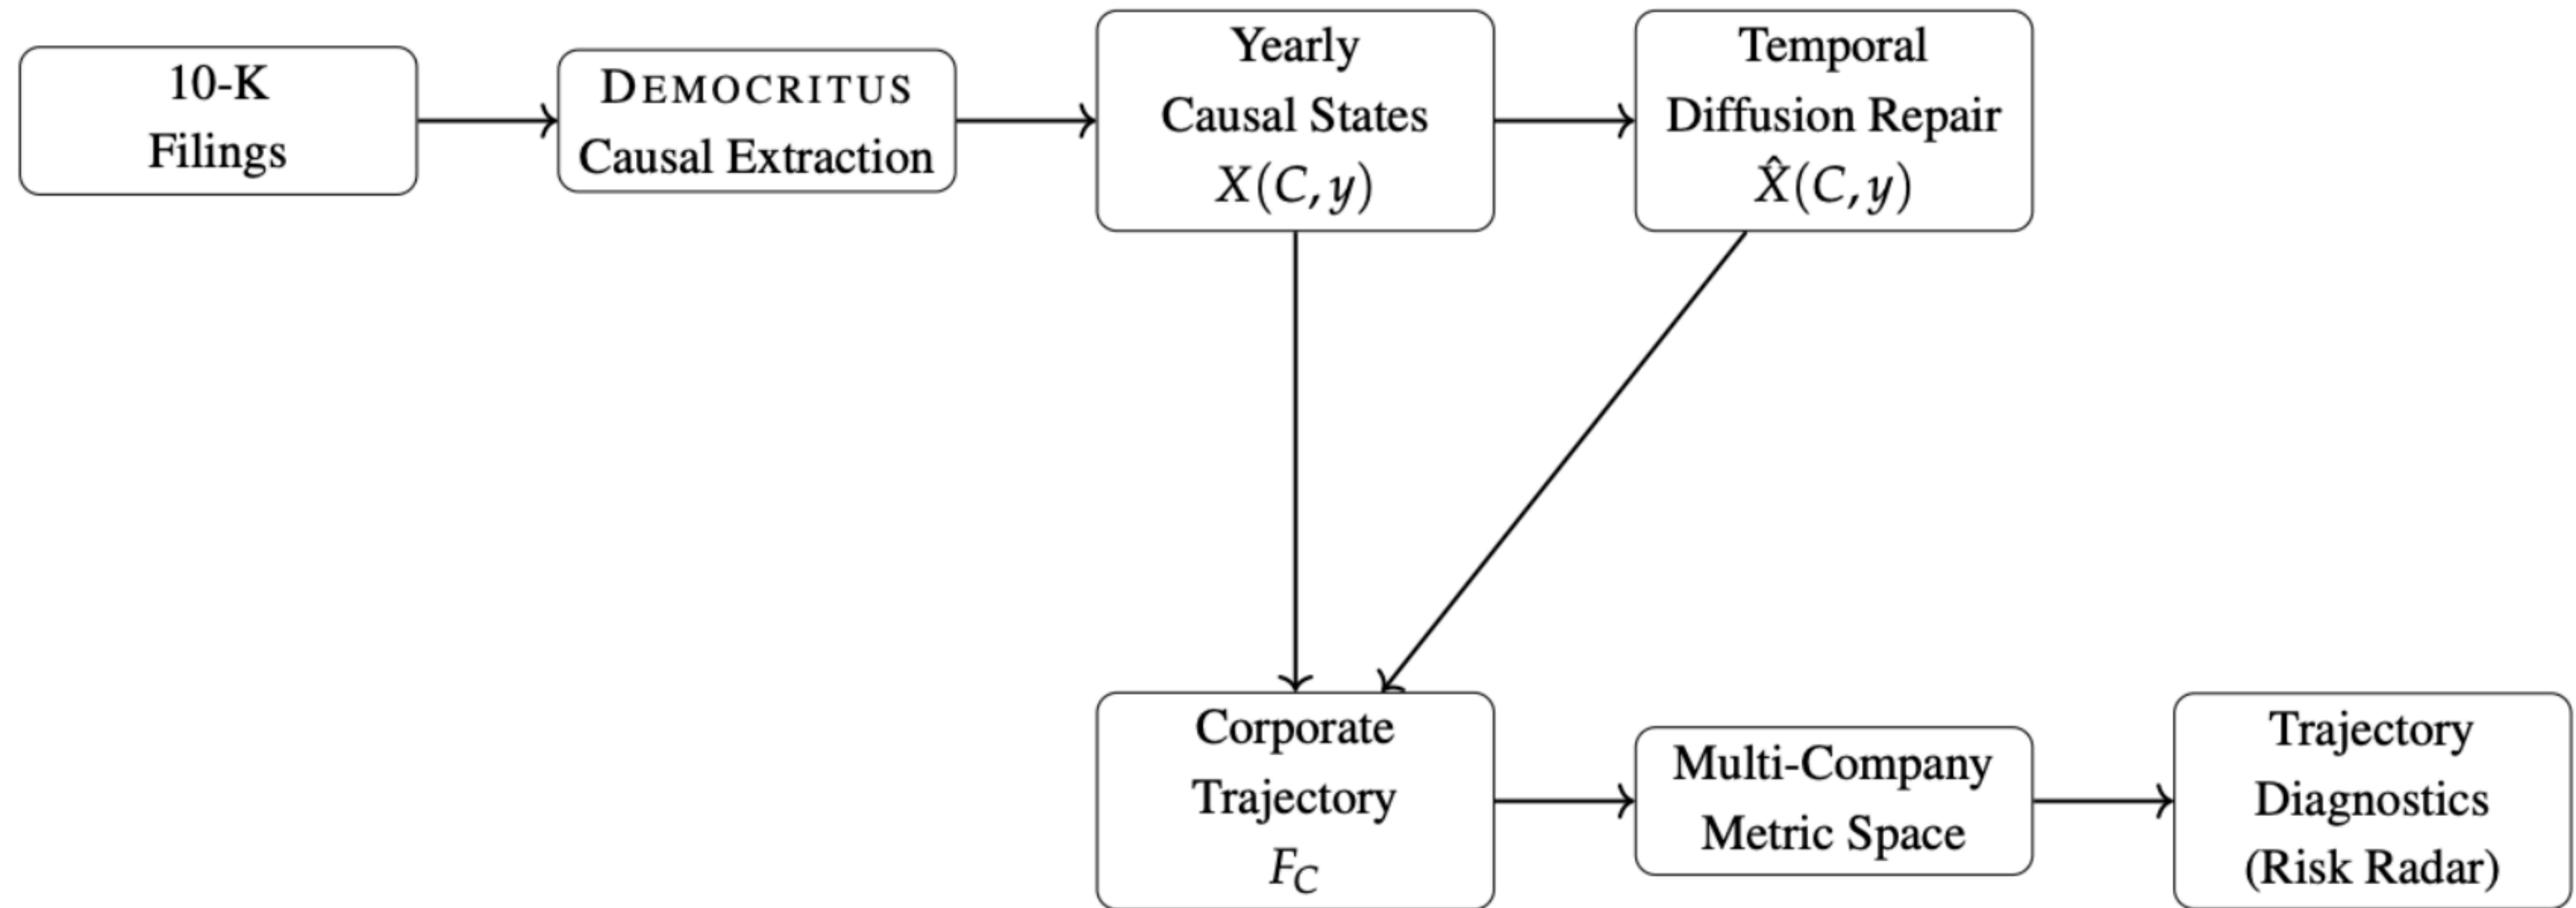 10-K
Filings
DEMOCRITUS
Causal Extraction
Yearly
Causal States
X(C, y)
Temporal
Diffusion Repair
X̂(C, y)
Corporate
Trajectory
F_C
Multi-Company
Metric Space
Trajectory
Diagnostics
(Risk Radar)